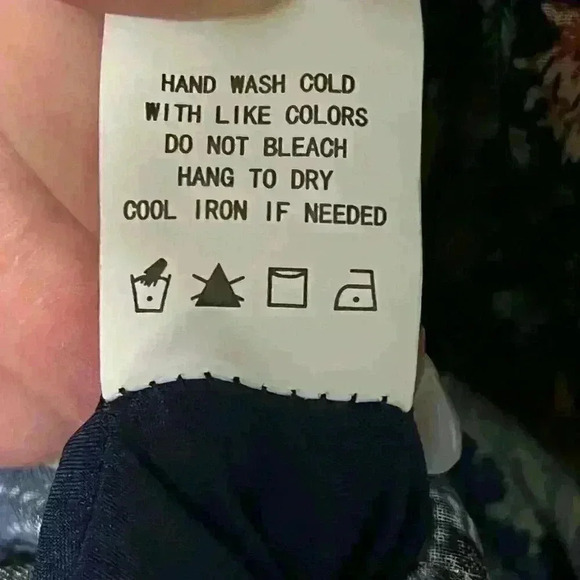 HAND WASH COLD
WITH LIKE COLORS
DO NOT BLEACH
HANG TO DRY
COOL IRON IF NEEDED